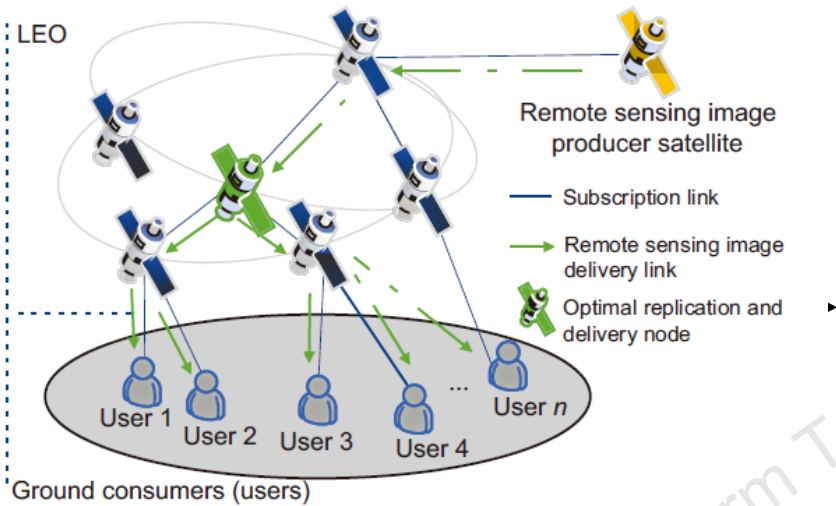 LEO
Remote sensing image
producer satellite
Subscription link
Remote sensing image
delivery link
Optimal replication and
delivery node
...
User 1
User 2
User 3
User 4
User n
Ground consumers (users)
rm T